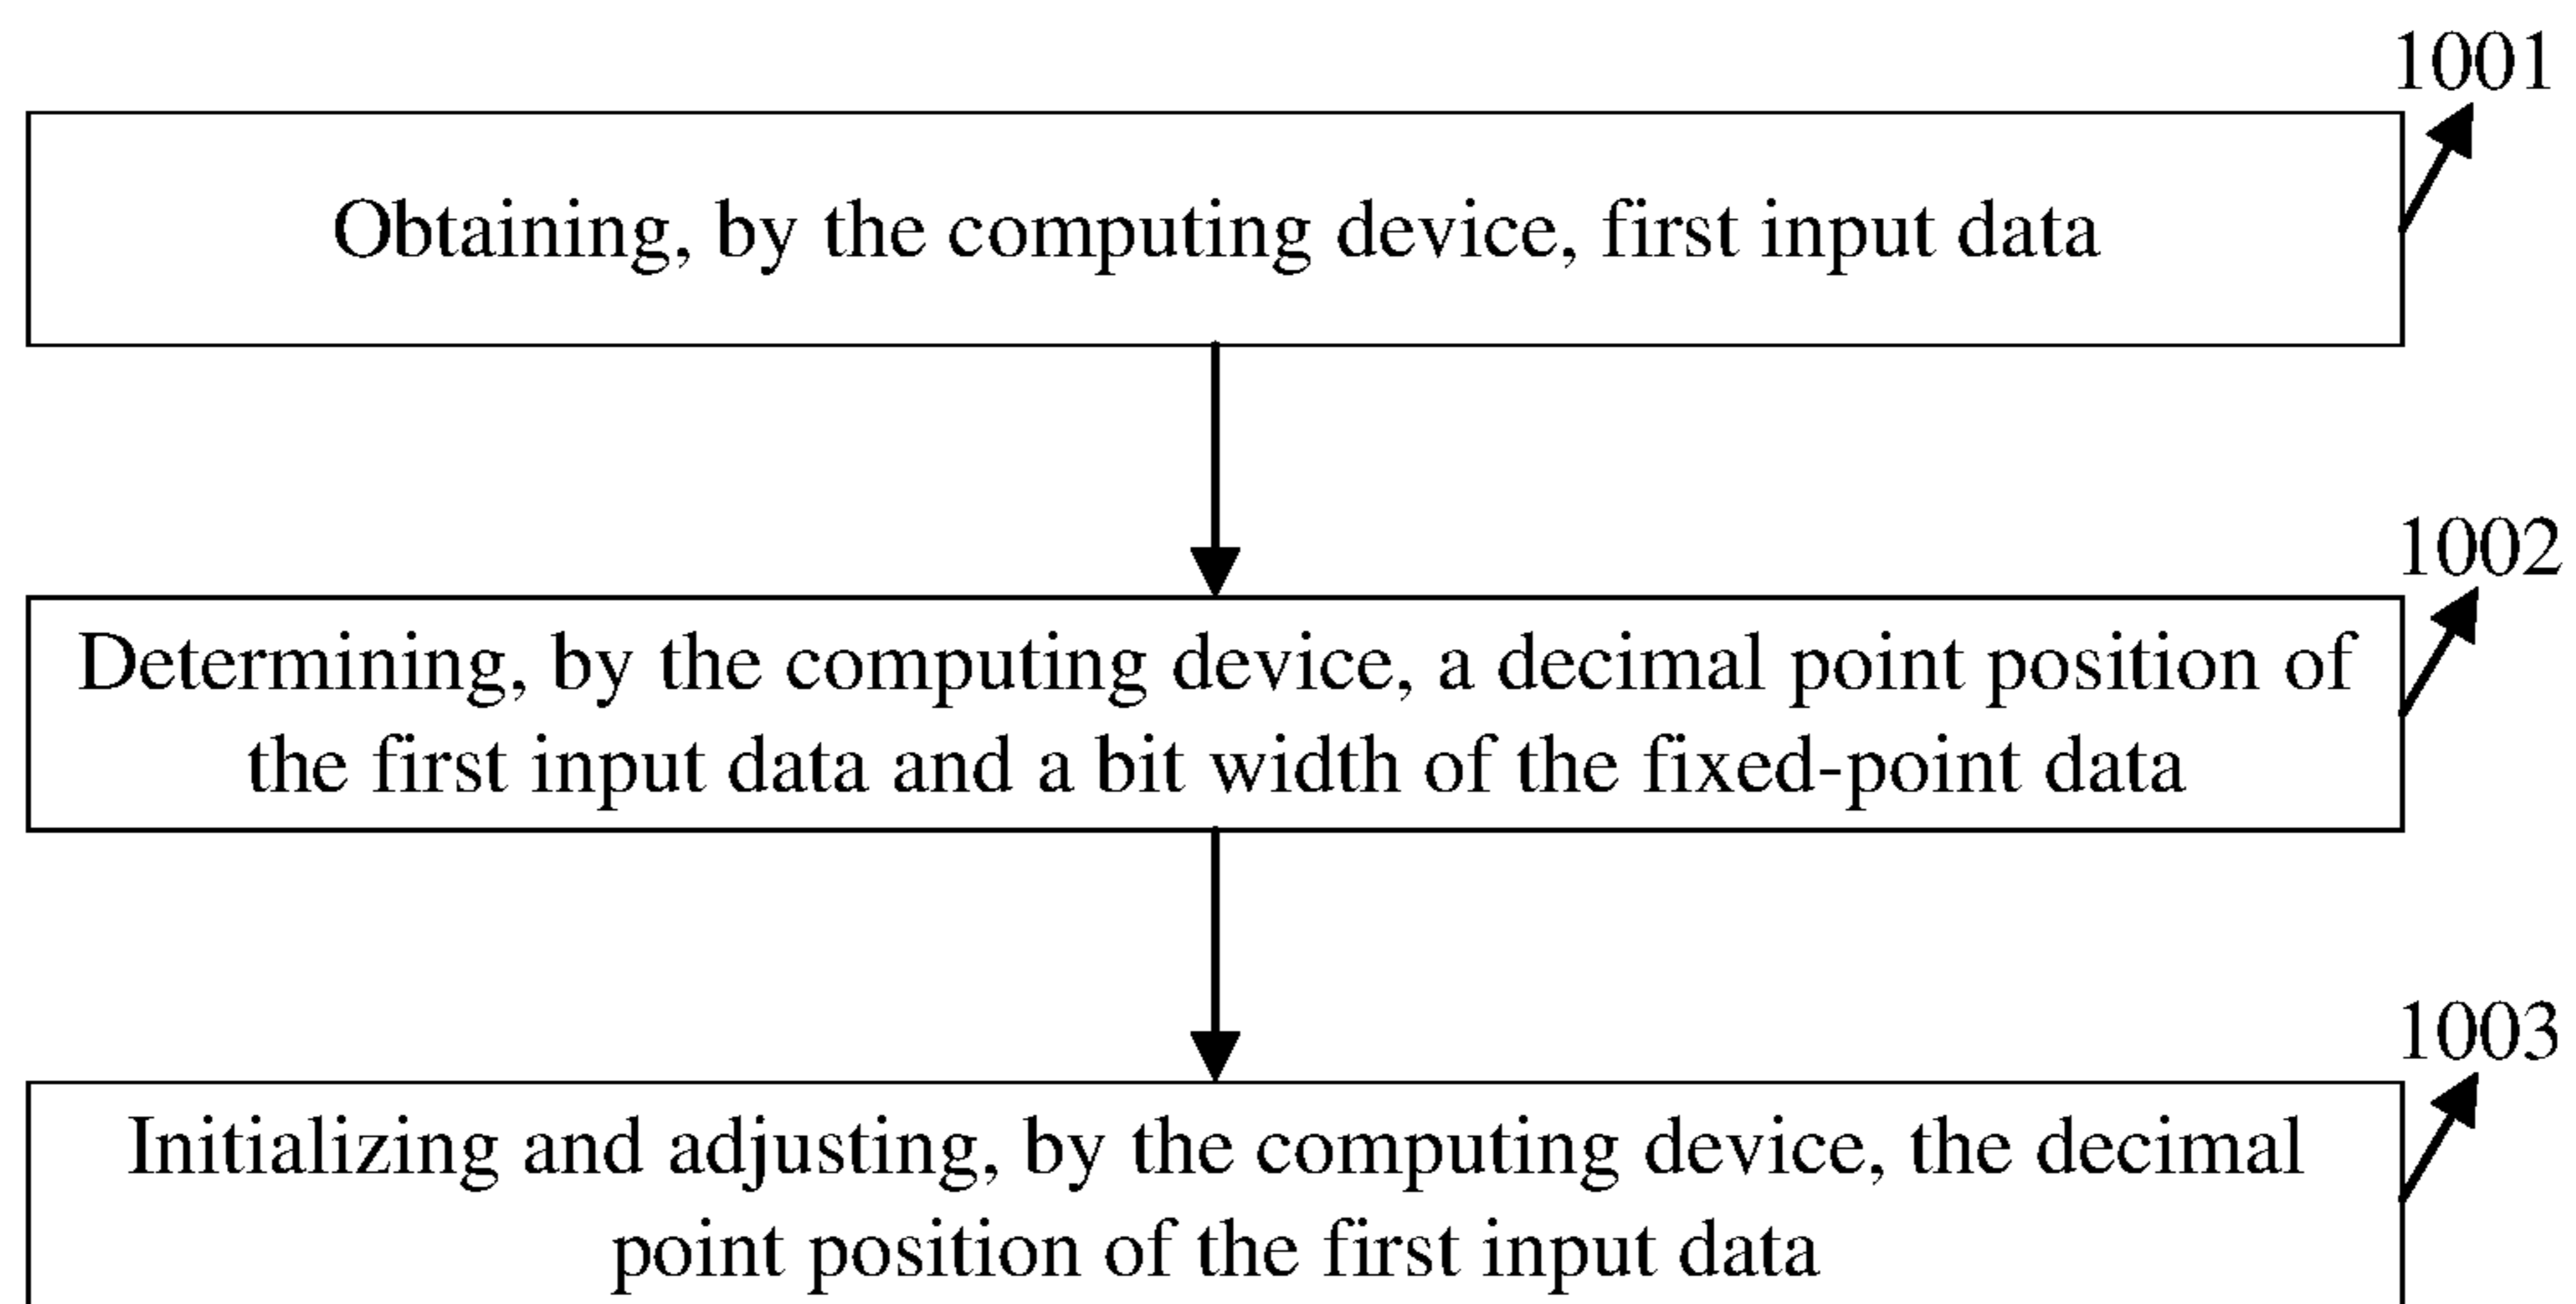 1001
Obtaining, by the computing device, first input data
1002
Determining, by the computing device, a decimal point position of
the first input data and a bit width of the fixed-point data
1003
Initializing and adjusting, by the computing device, the decimal
point position of the first input data